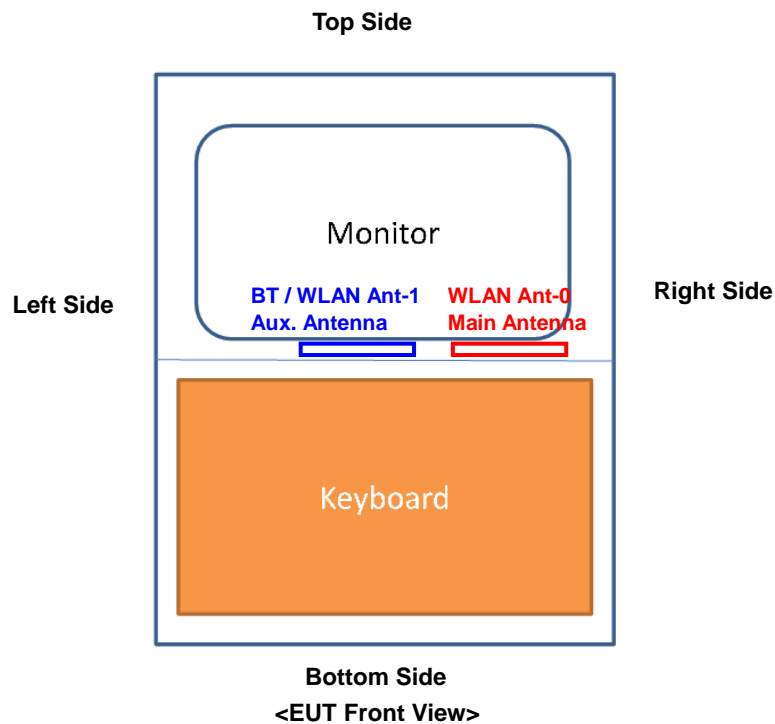 Top Side
Monitor
Left Side
BT / WLAN Ant-1
Aux. Antenna
WLAN Ant-0
Main Antenna
Right Side
Keyboard
Bottom Side
<EUT Front View>